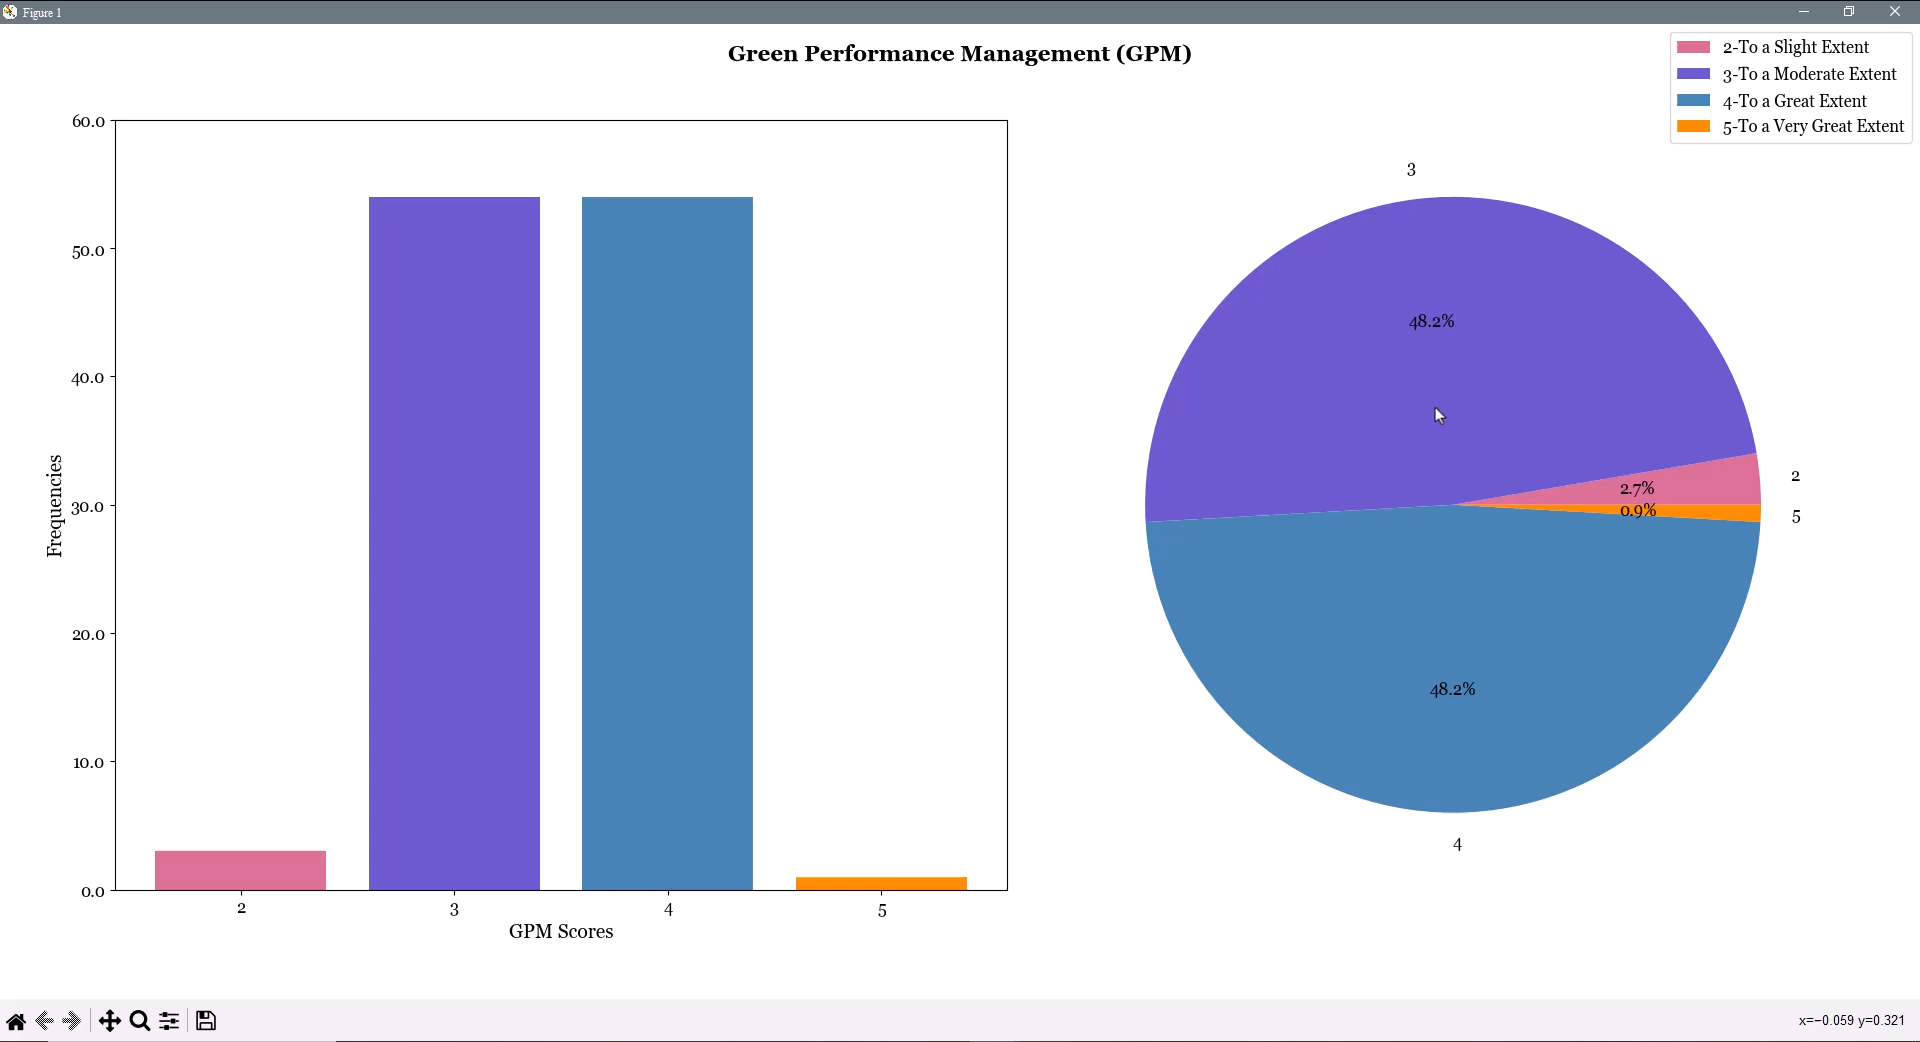 Figure 1
Green Performance Management (GPM)
2-To a Slight Extent
3-To a Moderate Extent
4-To a Great Extent
5-To a Very Great Extent
60.0
50.0
40.0
30.0
20.0
10.0
0.0
Frequencies
2
3
4
5
GPM Scores
3
48.2%
2
2.7%
0.9%
5
48.2%
4
x=−0.059 y=0.321